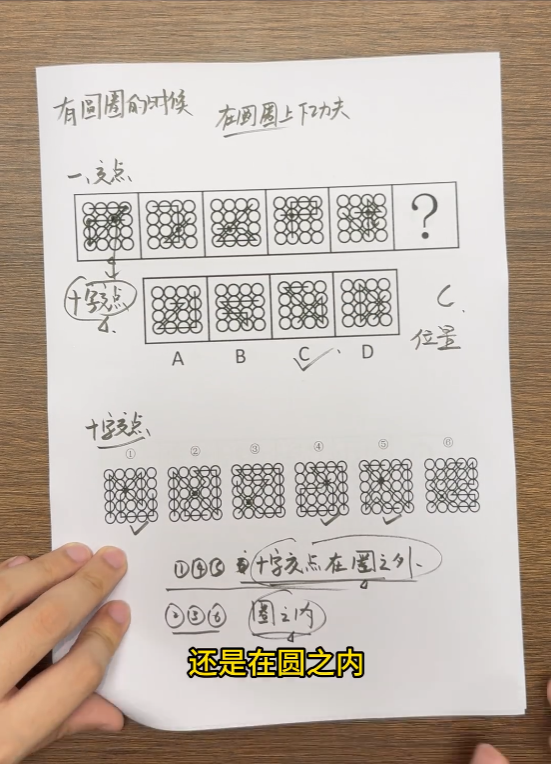 有圆圈的时候
在圆圈上下功夫
一、交点
?
十字交点
A B C D
C.
位置
十字交点
① ② ③ ④ ⑤ ⑥
①④⑤ 十字交点在圈之外.
②③⑥ 圈之内
还是在圆之内